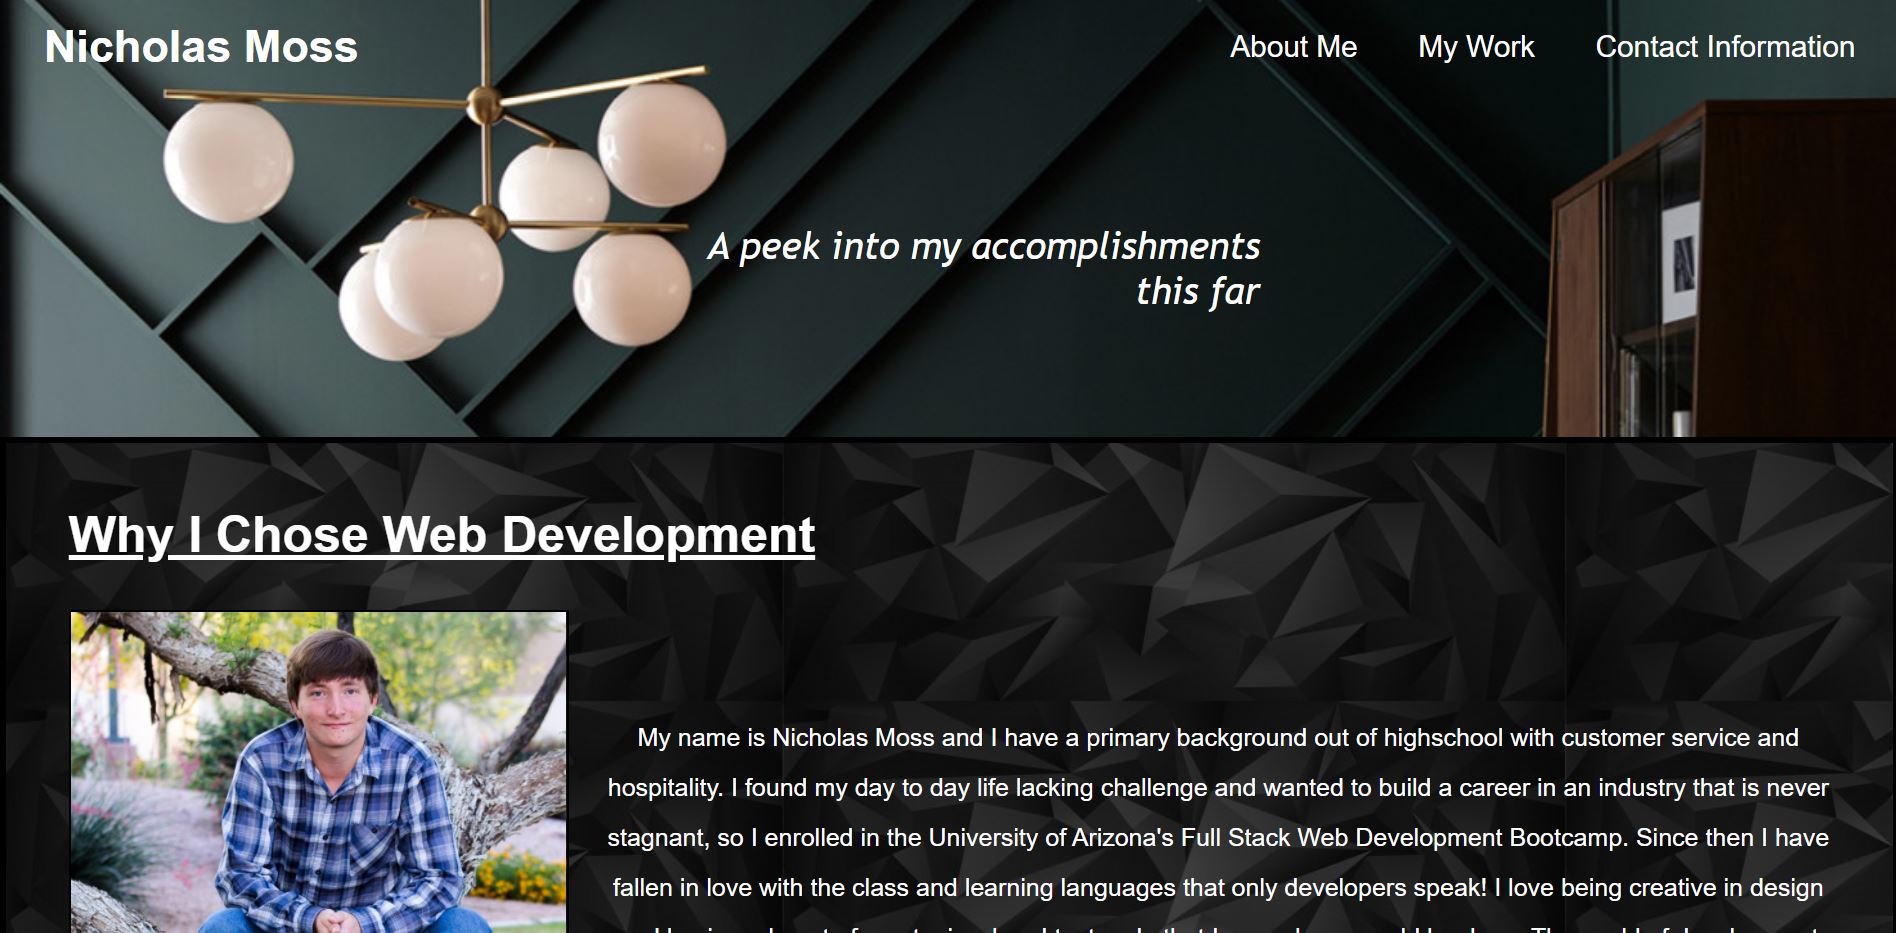 Nicholas Moss
About Me
My Work
Contact Information
A peek into my accomplishments
this far
Why I Chose Web Development
My name is Nicholas Moss and I have a primary background out of highschool with customer service and
hospitality. I found my day to day life lacking challenge and wanted to build a career in an industry that is never
stagnant, so I enrolled in the University of Arizona's Full Stack Web Development Bootcamp. Since then I have
fallen in love with the class and learning languages that only developers speak! I love being creative in design